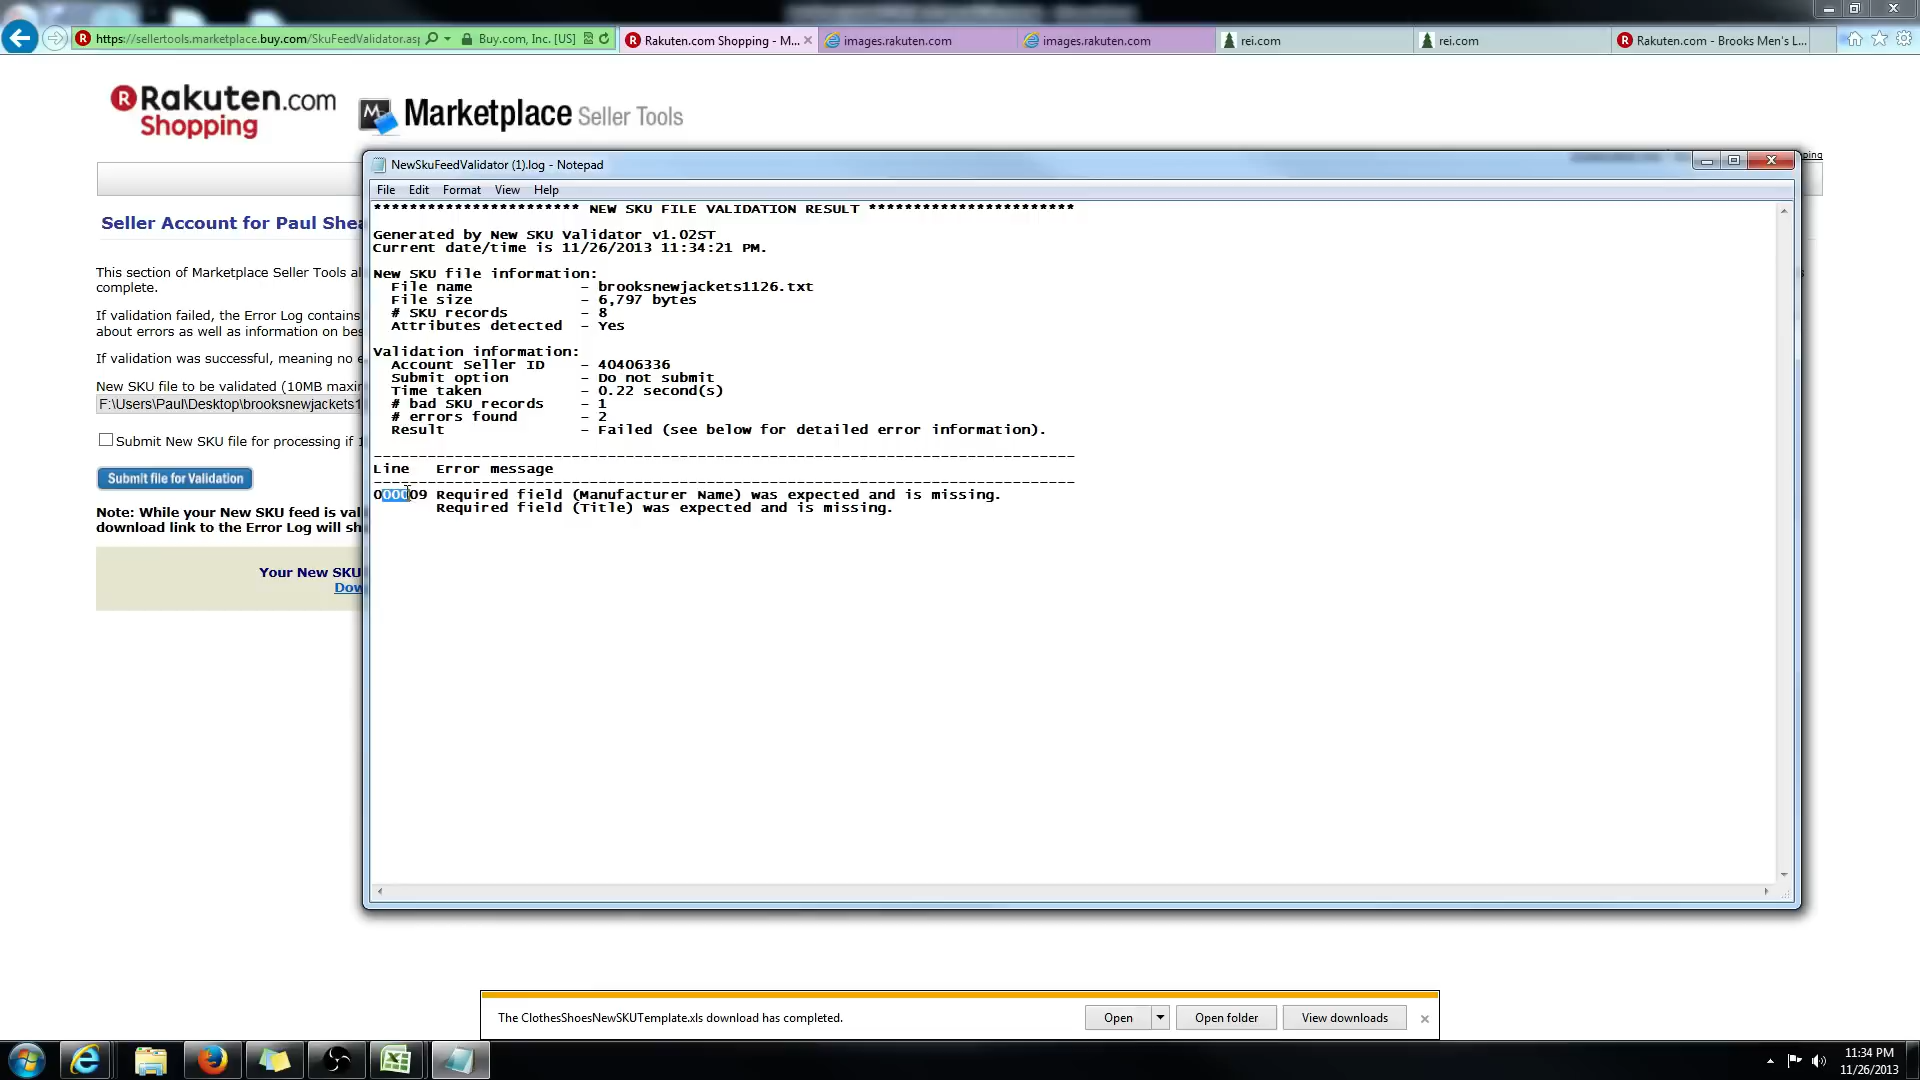 https://sellertools.marketplace.buy.com/SkuFeedValidator.asp
Buy.com, Inc. [US]
Rakuten.com Shopping - M...
images.rakuten.com
images.rakuten.com
rei.com
rei.com
Rakuten.com - Brooks Men's L...
Rakuten.com
Shopping
Marketplace Seller Tools
ping
NewSkuFeedValidator (1).log - Notepad
File Edit Format View Help
*********************** NEW SKU FILE VALIDATION RESULT ***********************
Generated by New SKU Validator v1.02ST
Current date/time is 11/26/2013 11:34:21 PM.
New SKU file information:
File name - brooksnewjackets1126.txt
File size - 6,797 bytes
# SKU records - 8
Attributes detected - Yes
Validation information:
Account Seller ID - 40406336
Submit option - Do not submit
Time taken - 0.22 second(s)
# bad SKU records - 1
# errors found - 2
Result - Failed (see below for detailed error information).
Line Error message
000009 Required field (Manufacturer Name) was expected and is missing.
Required field (Title) was expected and is missing.
Seller Account for Paul Shea
This section of Marketplace Seller Tools al
complete.
If validation failed, the Error Log contains
about errors as well as information on bes
If validation was successful, meaning no e
New SKU file to be validated (10MB maxi
F:\Users\Paul\Desktop\brooksnewjackets1
Submit New SKU file for processing if
Submit file for Validation
Note: While your New SKU feed is val
download link to the Error Log will sh
Your New SKU
Dow
The ClothesShoesNewSKUTemplate.xls download has completed.
Open
Open folder
View downloads
11:34 PM
11/26/2013